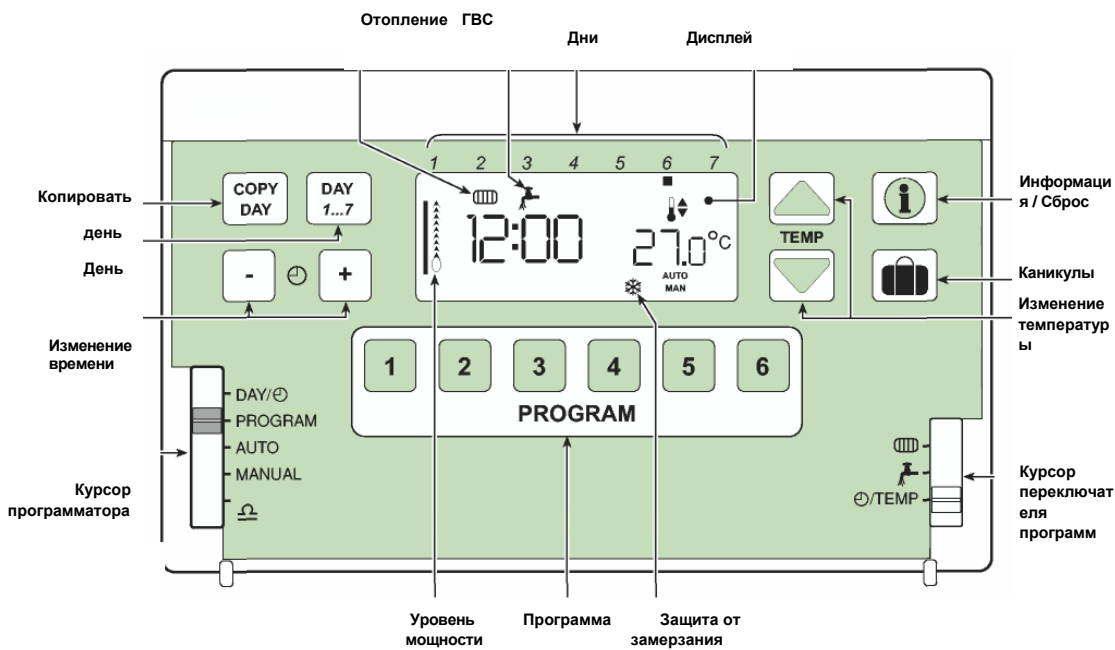 Отопление ГВС
Дни
Дисплей
1 2 3 4 5 6 7
Копировать
день
День
COPY
DAY
DAY
1...7
- +
Изменение
времени
12:00
27.0°C
AUTO
MAN
TEMP
Информаци
я / Сброс
Каникулы
Изменение
температур
ы
1 2 3 4 5 6
PROGRAM
DAY/
PROGRAM
AUTO
MANUAL
Курсор
программатора
/TEMP
Курсор
переключат
еля
программ
Уровень
мощности
Программа
Защита от
замерзания